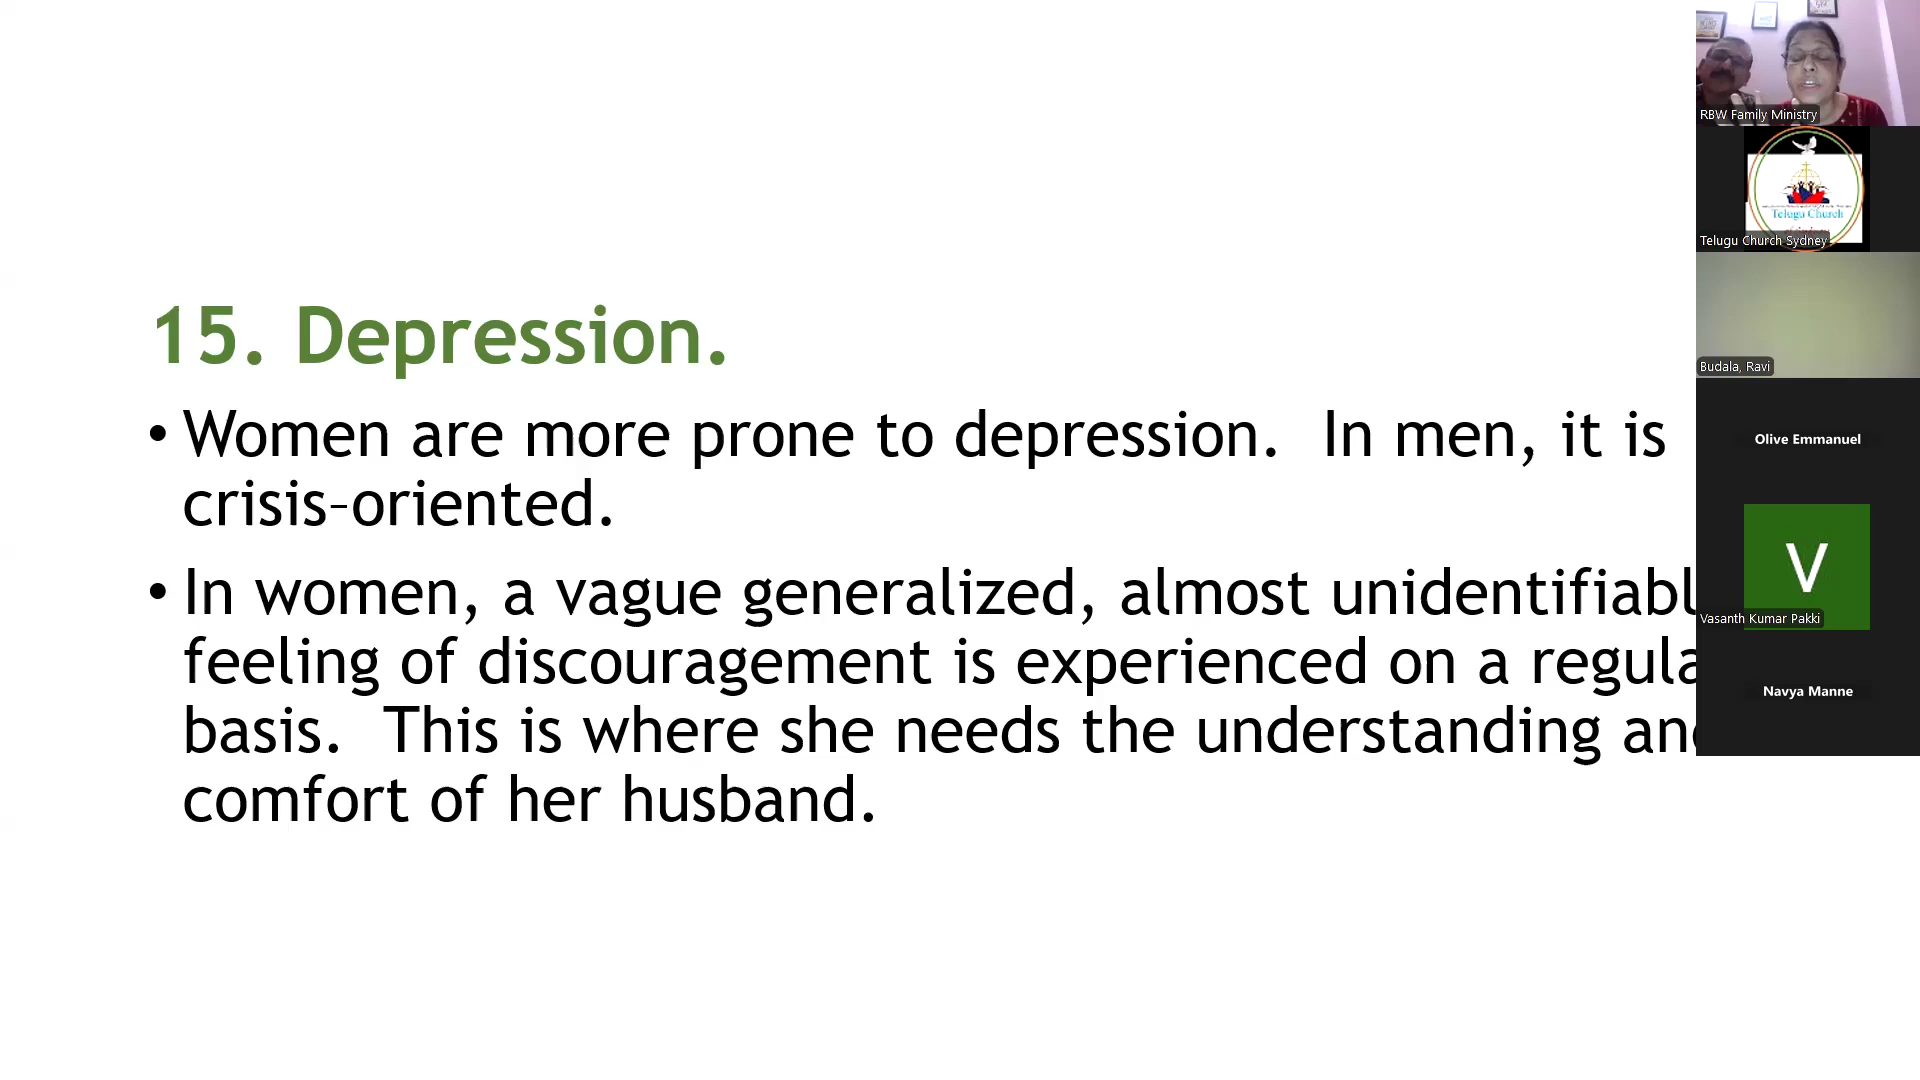 15. Depression.
• Women are more prone to depression.  In men, it is
crisis–oriented.
• In women, a vague generalized, almost unidentifiabl
feeling of discouragement is experienced on a regula
basis.  This is where she needs the understanding an
comfort of her husband.
RBW Family Ministry
Telugu Church
Telugu Church Sydney
Budala, Ravi
Olive Emmanuel
V
Vasanth Kumar Pakki
Navya Manne